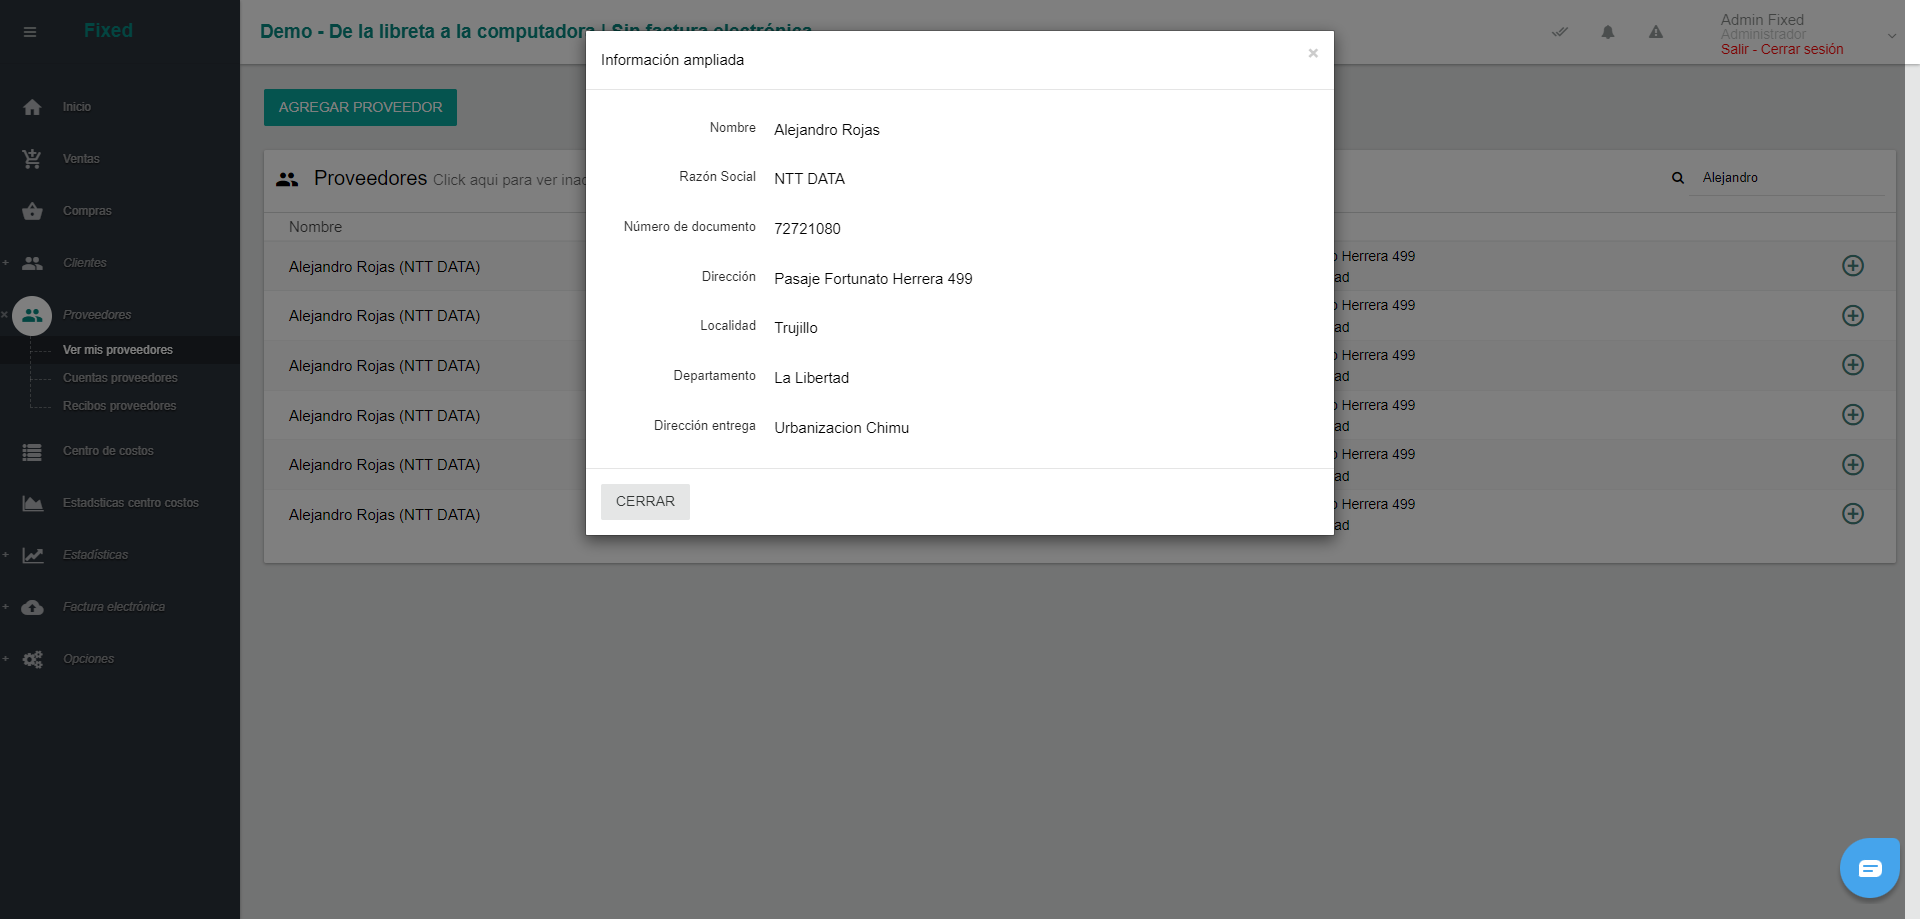 Fixed
Demo - De la libreta a la computadora | Sin factura electrónica
Admin Fixed
Administrador
Salir - Cerrar sesión
Inicio
Ventas
Compras
Clientes
Proveedores
Ver mis proveedores
Cuentas proveedores
Recibos proveedores
Centro de costos
Estadsticas centro costos
Estadísticas
Factura electrónica
Opciones
AGREGAR PROVEEDOR
Proveedores Click aqui para ver inac
Alejandro
Nombre
Alejandro Rojas (NTT DATA)
Herrera 499
ad
Alejandro Rojas (NTT DATA)
Herrera 499
ad
Alejandro Rojas (NTT DATA)
Herrera 499
ad
Alejandro Rojas (NTT DATA)
Herrera 499
ad
Alejandro Rojas (NTT DATA)
Herrera 499
ad
Alejandro Rojas (NTT DATA)
Herrera 499
ad
Información ampliada
×
Nombre Alejandro Rojas
Razón Social NTT DATA
Número de documento 72721080
Dirección Pasaje Fortunato Herrera 499
Localidad Trujillo
Departamento La Libertad
Dirección entrega Urbanizacion Chimu
CERRAR